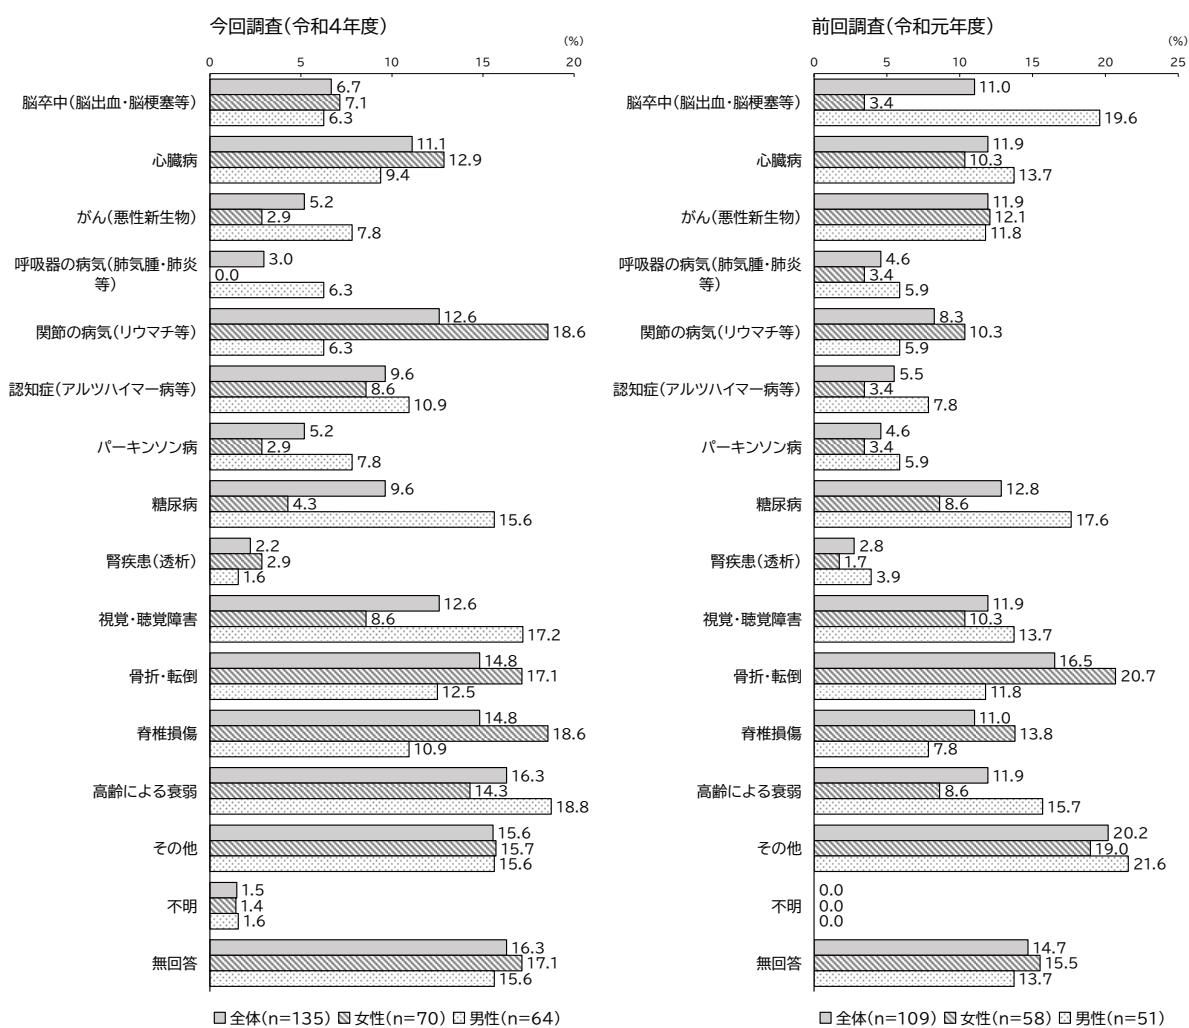 今回調査(令和4年度)
(%)
0 5 10 15 20
脳卒中(脳出血・脳梗塞等)
6.7
7.1
6.3
心臓病
11.1
12.9
9.4
がん(悪性新生物)
5.2
2.9
7.8
呼吸器の病気(肺気腫・肺炎
等)
3.0
0.0
6.3
関節の病気(リウマチ等)
12.6
18.6
6.3
認知症(アルツハイマー病等)
9.6
8.6
10.9
パーキンソン病
5.2
2.9
7.8
糖尿病
9.6
4.3
15.6
腎疾患(透析)
2.2
2.9
1.6
視覚・聴覚障害
12.6
8.6
17.2
骨折・転倒
14.8
17.1
12.5
脊椎損傷
14.8
18.6
10.9
高齢による衰弱
16.3
14.3
18.8
その他
15.6
15.7
15.6
不明
1.5
1.4
1.6
無回答
16.3
17.1
15.6
全体(n=135) 女性(n=70) 男性(n=64)
前回調査(令和元年度)
(%)
0 5 10 15 20 25
脳卒中(脳出血・脳梗塞等)
11.0
3.4
19.6
心臓病
11.9
10.3
13.7
がん(悪性新生物)
11.9
12.1
11.8
呼吸器の病気(肺気腫・肺炎
等)
4.6
3.4
5.9
関節の病気(リウマチ等)
8.3
10.3
5.9
認知症(アルツハイマー病等)
5.5
3.4
7.8
パーキンソン病
4.6
3.4
5.9
糖尿病
12.8
8.6
17.6
腎疾患(透析)
2.8
1.7
3.9
視覚・聴覚障害
11.9
10.3
13.7
骨折・転倒
16.5
20.7
11.8
脊椎損傷
11.0
13.8
7.8
高齢による衰弱
11.9
8.6
15.7
その他
20.2
19.0
21.6
不明
0.0
0.0
0.0
無回答
14.7
15.5
13.7
全体(n=109) 女性(n=58) 男性(n=51)